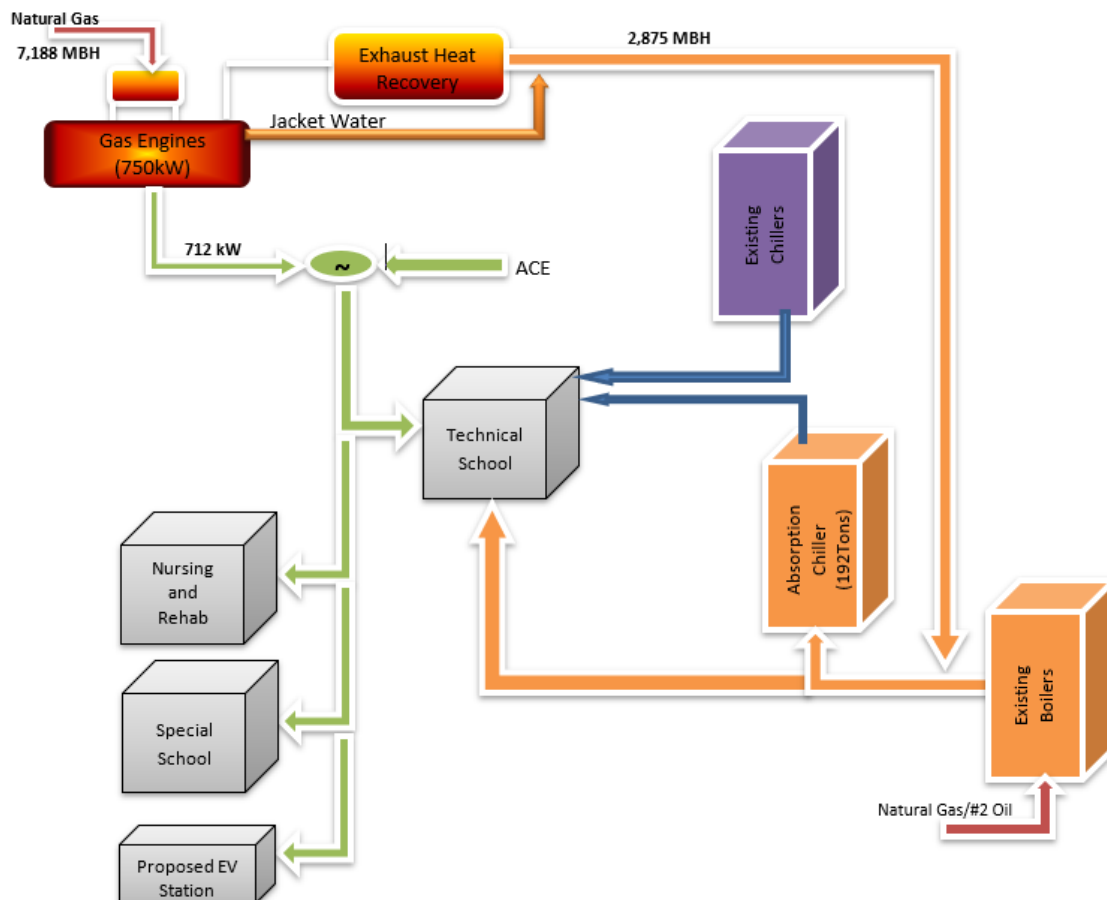 Natural Gas
7,188 MBH
Exhaust Heat
Recovery
2,875 MBH
Jacket Water
Gas Engines
(750kW)
712 kW
~
ACE
Existing
Chillers
Technical
School
Absorption
Chiller
(192Tons)
Nursing
and
Rehab
Special
School
Existing
Boilers
Natural Gas/#2 Oil
Proposed EV
Station